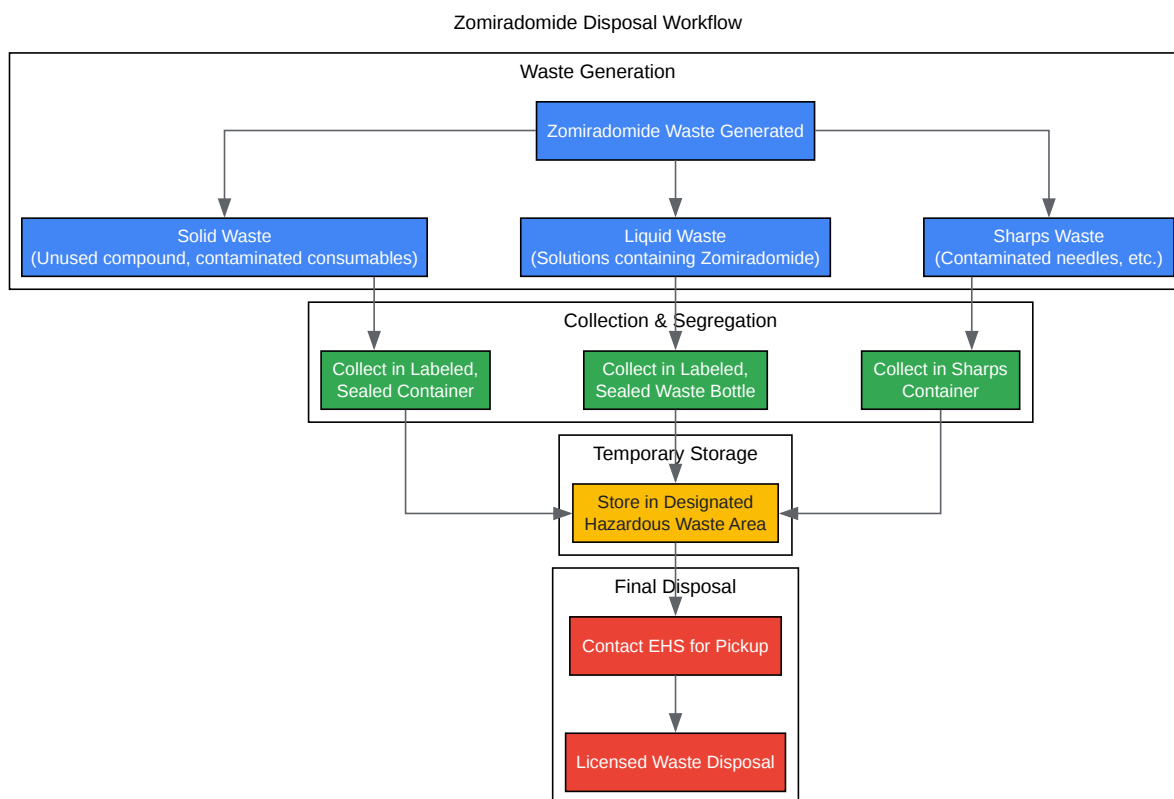 Zomiradomide Disposal Workflow
Waste Generation
Zomiradomide Waste Generated
Solid Waste
(Unused compound, contaminated consumables)
Liquid Waste
(Solutions containing Zomiradomide)
Sharps Waste
(Contaminated needles, etc.)
Collection & Segregation
Collect in Labeled,
Sealed Container
Collect in Labeled,
Sealed Waste Bottle
Collect in Sharps
Container
Temporary Storage
Store in Designated
Hazardous Waste Area
Final Disposal
Contact EHS for Pickup
Licensed Waste Disposal